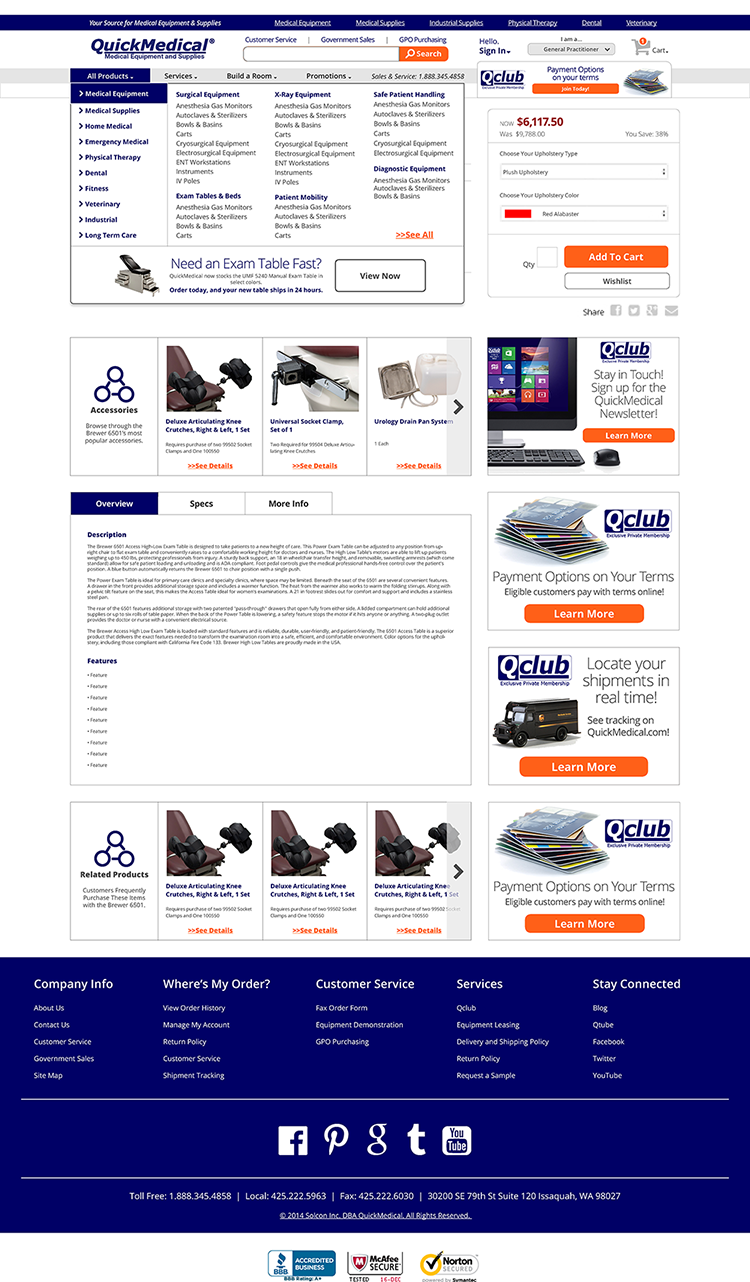 Your Source for Medical Equipment & Supplies
Medical Equipment
Medical Supplies
Industrial Supplies
Physical Therapy
Dental
Veterinary
QuickMedical®
Medical Equipment and Supplies
Customer Service | Government Sales | GPO Purchasing
Search
Hello.
Sign In
I am a...
General Practitioner
1
Cart
All Products
Services
Build a Room
Promotions
Sales & Service: 1.888.345.4858
Qclub
Exclusive Private Membership
Payment Options
on your terms
Join Today!
Medical Equipment
Medical Supplies
Home Medical
Emergency Medical
Physical Therapy
Dental
Fitness
Veterinary
Industrial
Long Term Care
Surgical Equipment
Anesthesia Gas Monitors
Autoclaves & Sterilizers
Bowls & Basins
Carts
Cryosurgical Equipment
Electrosurgical Equipment
ENT Workstations
Instruments
IV Poles
Exam Tables & Beds
Anesthesia Gas Monitors
Autoclaves & Sterilizers
Bowls & Basins
Carts
X-Ray Equipment
Anesthesia Gas Monitors
Autoclaves & Sterilizers
Bowls & Basins
Carts
Cryosurgical Equipment
Electrosurgical Equipment
ENT Workstations
Instruments
IV Poles
Patient Mobility
Anesthesia Gas Monitors
Autoclaves & Sterilizers
Bowls & Basins
Carts
Safe Patient Handling
Anesthesia Gas Monitors
Autoclaves & Sterilizers
Bowls & Basins
Carts
Cryosurgical Equipment
Electrosurgical Equipment
Diagnostic Equipment
Anesthesia Gas Monitors
Autoclaves & Sterilizers
Bowls & Basins
>>See All
Need an Exam Table Fast?
QuickMedical now stocks the UMF 5240 Manual Exam Table in
select colors.
Order today, and your new table ships in 24 hours.
View Now
NOW $6,117.50
Was $9,788.00
You Save: 38%
Choose Your Upholstery Type
Plush Upholstery
Choose Your Upholstery Color
Red Alabaster
Qty
Add To Cart
Wishlist
Share
Accessories
Browse through the
Brewer 6501's most
popular accessories.
Deluxe Articulating Knee
Crutches, Right & Left, 1 Set
Requires purchase of two 99502 Socket
Clamps and One 100550
>>See Details
Universal Socket Clamp,
Set of 1
Two Required for 99504 Deluxe Articu-
lating Knee Crutches
>>See Details
Urology Drain Pan System
1 Each
>>See Details
Qclub
Exclusive Private Membership
Stay in Touch!
Sign up for the
QuickMedical
Newsletter!
Learn More
Overview
Specs
More Info
Description
The Brewer 6501 Access High-Low Exam Table is designed to take patients to a new height of care. This Power Exam Table can be adjusted to any position from up-
right chair to flat exam table and conveniently raises to a comfortable working height for doctors and nurses. The High Low Table's motors are able to lift up patients
weighing up to 450 lbs, protecting professionals from injury. A sturdy back support, an 18 in wheelchair transfer height, and removable, swivelling armrests (which come
standard) allow for safe patient loading and unloading and is ADA compliant. Foot pedal controls give the medical professional hands-free control over the patient's
position. A blue button automatically returns the Brewer 6501 to chair position with a single push.
The Power Exam Table is ideal for primary care clinics and specialty clinics, where space may be limited. Beneath the seat of the 6501 are several convenient features.
A drawer in the front provides additional storage space and includes a warmer function. The heat from the warmer also works to warm the folding stirrups. Along with
a pelvic tilt feature on the seat, this makes the Access Table ideal for women's examinations. A 21 in footrest slides out for comfort and support and includes a stainless
steel pan.
The rear of the 6501 features additional storage with two patented "pass-through" drawers that open fully from either side. A lidded compartment can hold additional
supplies or up to six rolls of table paper. When the back of the Power Table is lowering, a safety feature stops the motor if it hits anyone or anything. A two-plug outlet
provides the doctor or nurse with a convenient electrical source.
The Brewer Access High Low Exam Table is loaded with standard features and is reliable, durable, user-friendly, and patient-friendly. The 6501 Access Table is a superior
product that delivers the exact features needed to transform the examination room into a safe, efficient, and comfortable environment. Color options for the uphol-
stery, including those compliant with California Fire Code 133. Brewer High Low Tables are proudly made in the USA.
Features
• Feature
• Feature
• Feature
• Feature
• Feature
• Feature
• Feature
• Feature
• Feature
Qclub
Exclusive Private Membership
Payment Options on Your Terms
Eligible customers pay with terms online!
Learn More
Qclub
Exclusive Private Membership
Locate your
shipments in
real time!
See tracking on
QuickMedical.com!
Learn More
Related Products
Customers Frequently
Purchase These Items
with the Brewer 6501.
Deluxe Articulating Knee
Crutches, Right & Left, 1 Set
Requires purchase of two 99502 Socket
Clamps and One 100550
>>See Details
Deluxe Articulating Knee
Crutches, Right & Left, 1 Set
Requires purchase of two 99502 Socket
Clamps and One 100550
>>See Details
Deluxe Articulating Knee
Crutches, Right & Left, 1 Set
Requires purchase of two 99502 Socket
Clamps and One 100550
>>See Details
Qclub
Exclusive Private Membership
Payment Options on Your Terms
Eligible customers pay with terms online!
Learn More
Company Info
About Us
Contact Us
Customer Service
Government Sales
Site Map
Where's My Order?
View Order History
Manage My Account
Return Policy
Customer Service
Shipment Tracking
Customer Service
Fax Order Form
Equipment Demonstration
GPO Purchasing
Services
Qclub
Equipment Leasing
Delivery and Shipping Policy
Return Policy
Request a Sample
Stay Connected
Blog
Qtube
Facebook
Twitter
YouTube
You
Tube
Toll Free: 1.888.345.4858 | Local: 425.222.5963 | Fax: 425.222.6030 | 30200 SE 79th St Suite 120 Issaquah, WA 98027
© 2014 Solcon Inc. DBA QuickMedical. All Rights Reserved.
BBB
ACCREDITED
BUSINESS
BBB Rating: A+
McAfee
SECURE
TESTED 16-DEC
Norton
SECURED
powered by Symantec